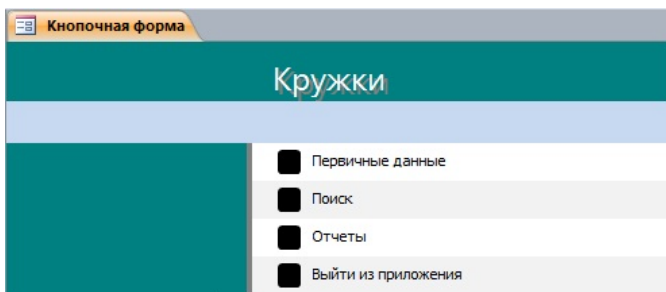 Кнопочная форма
Кружки
Первичные данные
Поиск
Отчеты
Выйти из приложения